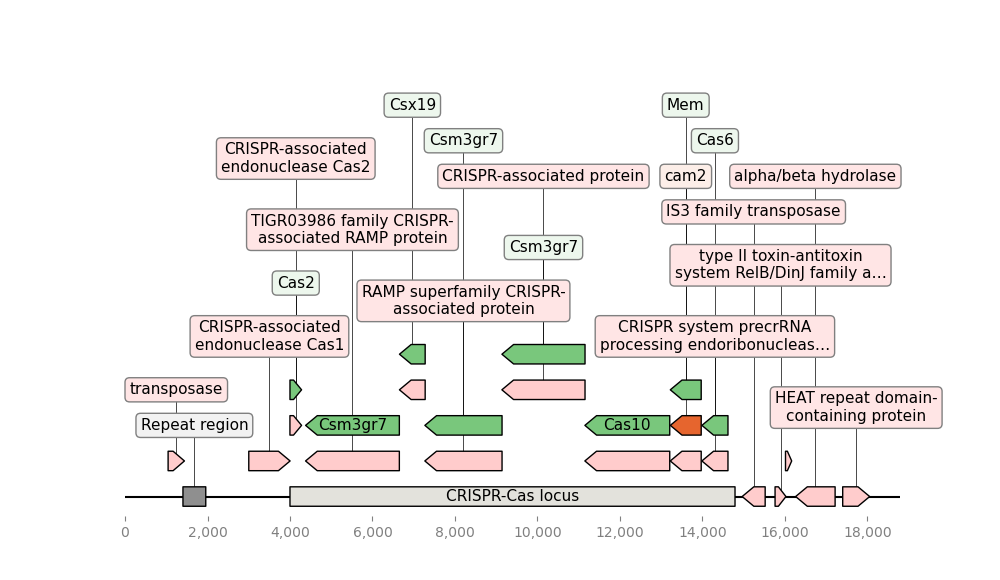 Csx19
Mem
Csm3gr7
Cas6
CRISPR-associated
endonuclease Cas2
CRISPR-associated protein
cam2
alpha/beta hydrolase
IS3 family transposase
TIGR03986 family CRISPR-
associated RAMP protein
Csm3gr7
type II toxin-antitoxin
system RelB/DinJ family a...
Cas2
RAMP superfamily CRISPR-
associated protein
CRISPR-associated
endonuclease Cas1
CRISPR system precrRNA
processing endoribonucleas...
transposase
HEAT repeat domain-
containing protein
Repeat region
Csm3gr7
Cas10
CRISPR-Cas locus
0
2,000
4,000
6,000
8,000
10,000
12,000
14,000
16,000
18,000